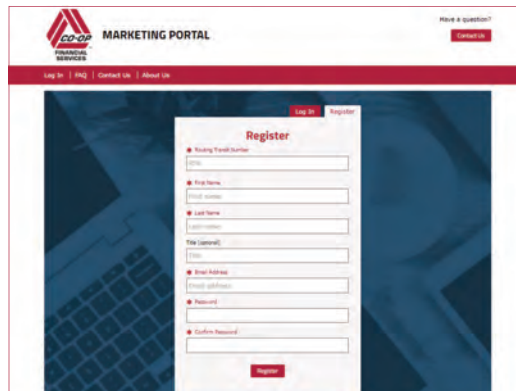 Have a question?
CO-OP
FINANCIAL
SERVICES
MARKETING PORTAL
Contact Us
Log In | FAQ | Contact Us | About Us
Log In
Register
Register
Routing Transit Number
RTN
First Name
First name
Last Name
Last name
Title (optional)
Title
Email Address
Email address
Password
Confirm Password
Register